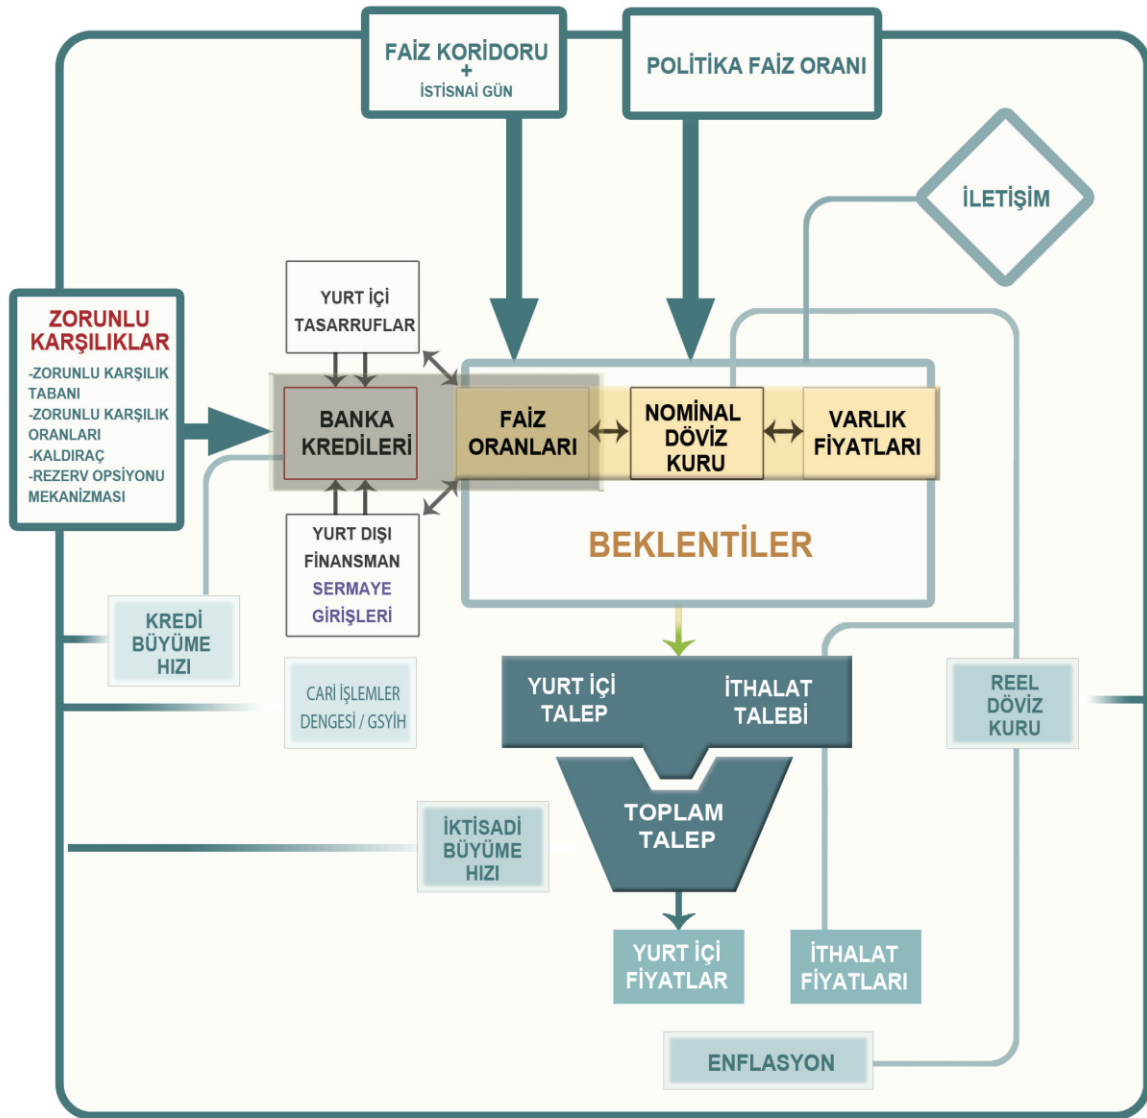 FAİZ KORİDORU
+
İSTİSNAİ GÜN
POLİTİKA FAİZ ORANI
İLETİŞİM
ZORUNLU
KARŞILIKLAR
-ZORUNLU KARŞILIK
TABANI
-ZORUNLU KARŞILIK
ORANLARI
-KALDIRAÇ
-REZERV OPSİYONU
MEKANİZMASI
YURT İÇİ
TASARRUFLAR
BANKA
KREDİLERİ
FAİZ
ORANLARI
NOMİNAL
DÖVİZ
KURU
VARLIK
FİYATLARI
YURT DIŞI
FİNANSMAN
SERMAYE
GİRİŞLERİ
BEKLENTİLER
KREDİ
BÜYÜME
HIZI
CARİ İŞLEMLER
DENGESİ / GSYİH
YURT İÇİ
TALEP
İTHALAT
TALEBİ
REEL
DÖVİZ
KURU
TOPLAM
TALEP
İKTİSADİ
BÜYÜME
HIZI
YURT İÇİ
FİYATLAR
İTHALAT
FİYATLARI
ENFLASYON